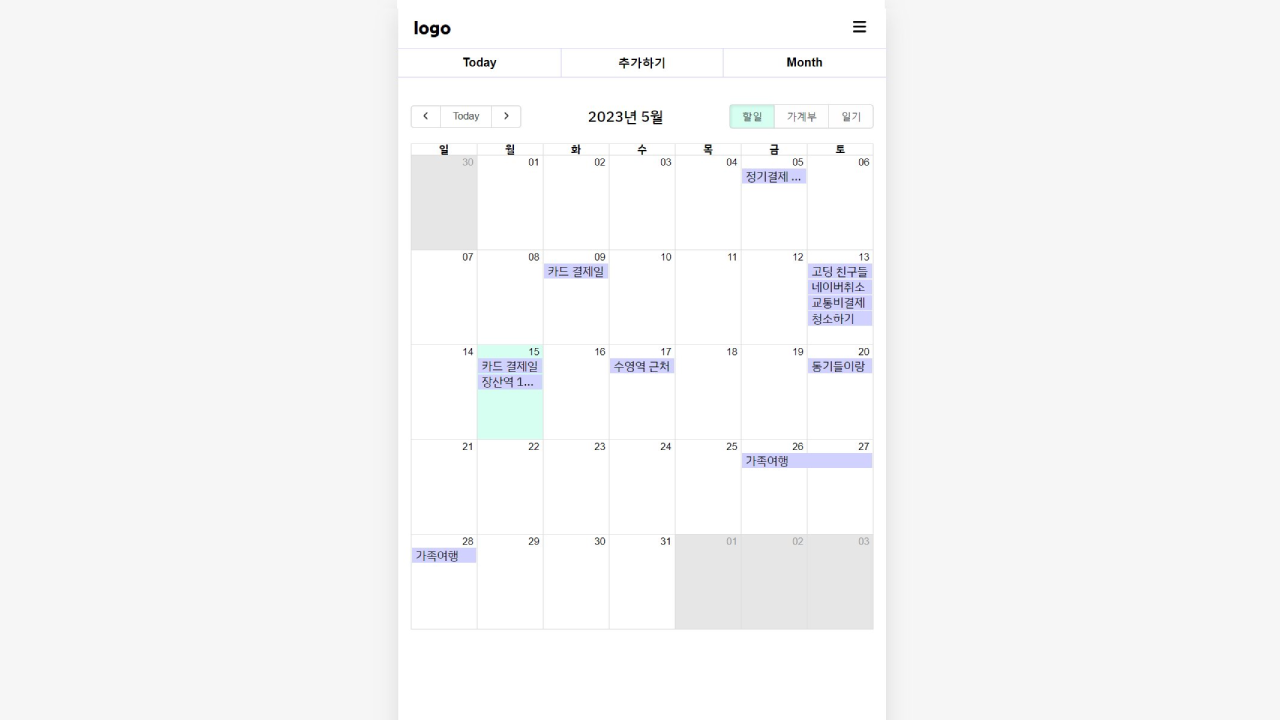 logo
Today 추가하기 Month
Today 2023년 5월 할일 가계부 일기
일 월 화 수 목 금 토
30 01 02 03 04 05 06
정기결제 ...
07 08 09 10 11 12 13
카드 결제일 고딩 친구들
네이버취소
교통비결제
청소하기
14 15 16 17 18 19 20
카드 결제일 수영역 근처 동기들이랑
장산역 1...
21 22 23 24 25 26 27
가족여행
28 29 30 31 01 02 03
가족여행